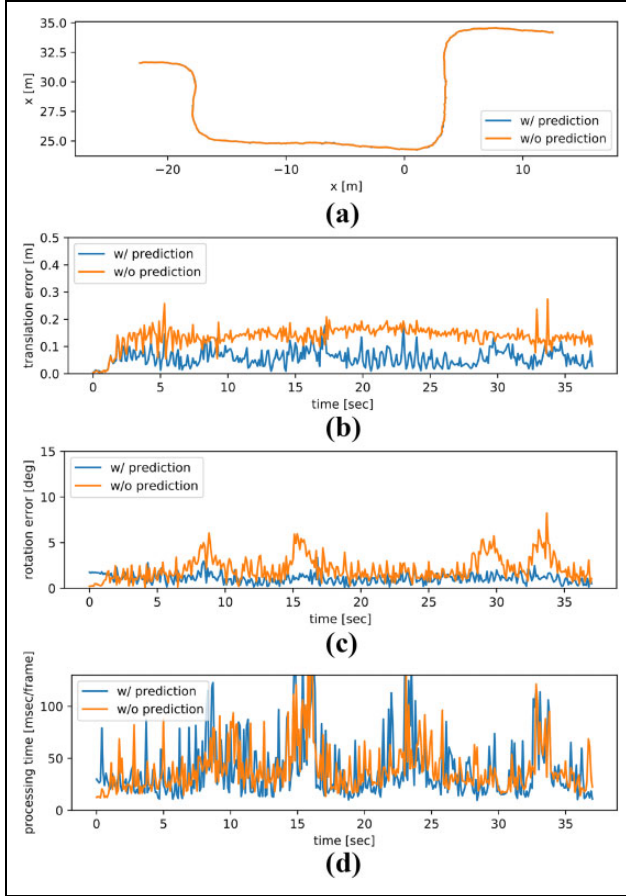 35.0
32.5
30.0
27.5
25.0
x [m]
w/ prediction
w/o prediction
−20 −10 0 10
x [m]
(a)
0.5
0.4
0.3
0.2
0.1
0.0
translation error [m]
w/ prediction
w/o prediction
0 5 10 15 20 25 30 35
time [sec]
(b)
15
10
5
0
rotation error [deg]
w/ prediction
w/o prediction
0 5 10 15 20 25 30 35
time [sec]
(c)
100
50
0
processing time [msec/frame]
w/ prediction
w/o prediction
0 5 10 15 20 25 30 35
time [sec]
(d)